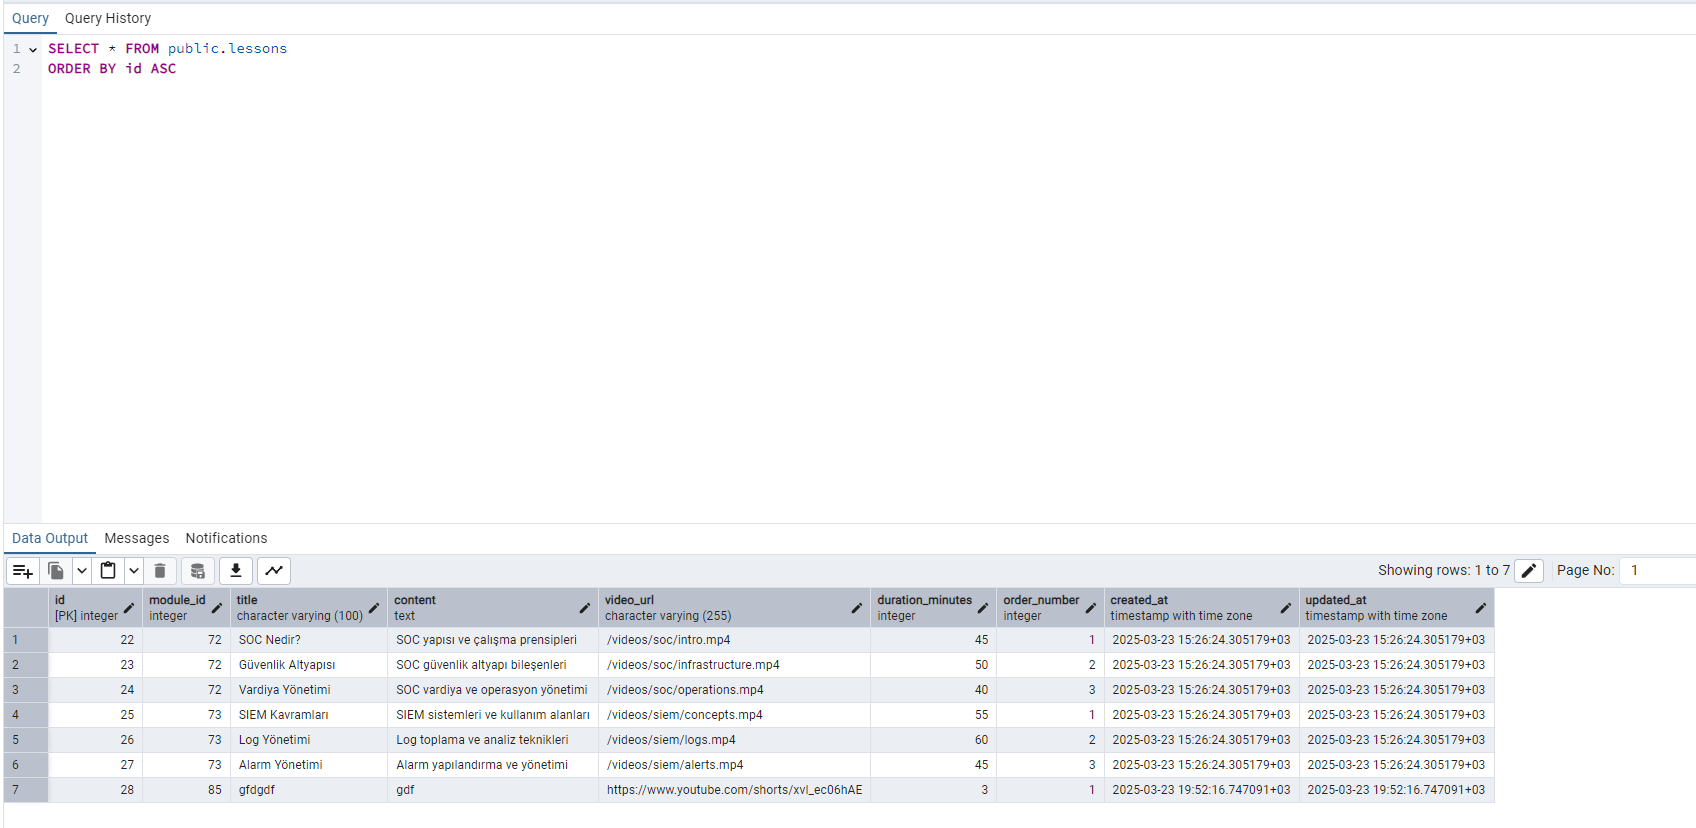 Query Query History
1 SELECT * FROM public.lessons
2 ORDER BY id ASC
Data Output Messages Notifications
Showing rows: 1 to 7 Page No: 1
id module_id title content video_url duration_minutes order_number created_at updated_at
[PK] integer integer character varying (100) text character varying (255) integer integer timestamp with time zone timestamp with time zone
1 22 72 SOC Nedir? SOC yapısı ve çalışma prensipleri /videos/soc/intro.mp4 45 1 2025-03-23 15:26:24.305179+03 2025-03-23 15:26:24.305179+03
2 23 72 Güvenlik Altyapısı SOC güvenlik altyapı bileşenleri /videos/soc/infrastructure.mp4 50 2 2025-03-23 15:26:24.305179+03 2025-03-23 15:26:24.305179+03
3 24 72 Vardiya Yönetimi SOC vardiya ve operasyon yönetimi /videos/soc/operations.mp4 40 3 2025-03-23 15:26:24.305179+03 2025-03-23 15:26:24.305179+03
4 25 73 SIEM Kavramları SIEM sistemleri ve kullanım alanları /videos/siem/concepts.mp4 55 1 2025-03-23 15:26:24.305179+03 2025-03-23 15:26:24.305179+03
5 26 73 Log Yönetimi Log toplama ve analiz teknikleri /videos/siem/logs.mp4 60 2 2025-03-23 15:26:24.305179+03 2025-03-23 15:26:24.305179+03
6 27 73 Alarm Yönetimi Alarm yapılandırma ve yönetimi /videos/siem/alerts.mp4 45 3 2025-03-23 15:26:24.305179+03 2025-03-23 15:26:24.305179+03
7 28 85 gfdgdf gdf https://www.youtube.com/shorts/xvl_ec06hAE 3 1 2025-03-23 19:52:16.747091+03 2025-03-23 19:52:16.747091+03